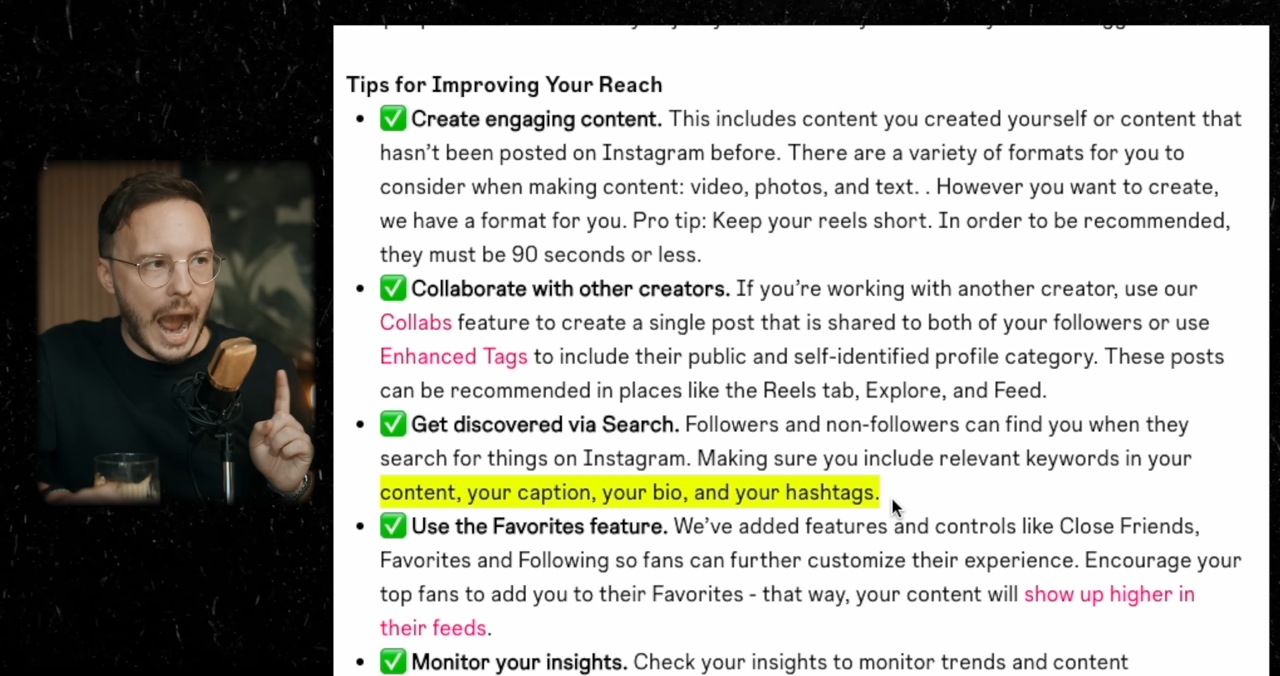 Tips for Improving Your Reach
• ✅ Create engaging content. This includes content you created yourself or content that
hasn't been posted on Instagram before. There are a variety of formats for you to
consider when making content: video, photos, and text. . However you want to create,
we have a format for you. Pro tip: Keep your reels short. In order to be recommended,
they must be 90 seconds or less.
• ✅ Collaborate with other creators. If you're working with another creator, use our
Collabs feature to create a single post that is shared to both of your followers or use
Enhanced Tags to include their public and self-identified profile category. These posts
can be recommended in places like the Reels tab, Explore, and Feed.
• ✅ Get discovered via Search. Followers and non-followers can find you when they
search for things on Instagram. Making sure you include relevant keywords in your
content, your caption, your bio, and your hashtags.
• ✅ Use the Favorites feature. We've added features and controls like Close Friends,
Favorites and Following so fans can further customize their experience. Encourage your
top fans to add you to their Favorites - that way, your content will show up higher in
their feeds.
• ✅ Monitor your insights. Check your insights to monitor trends and content